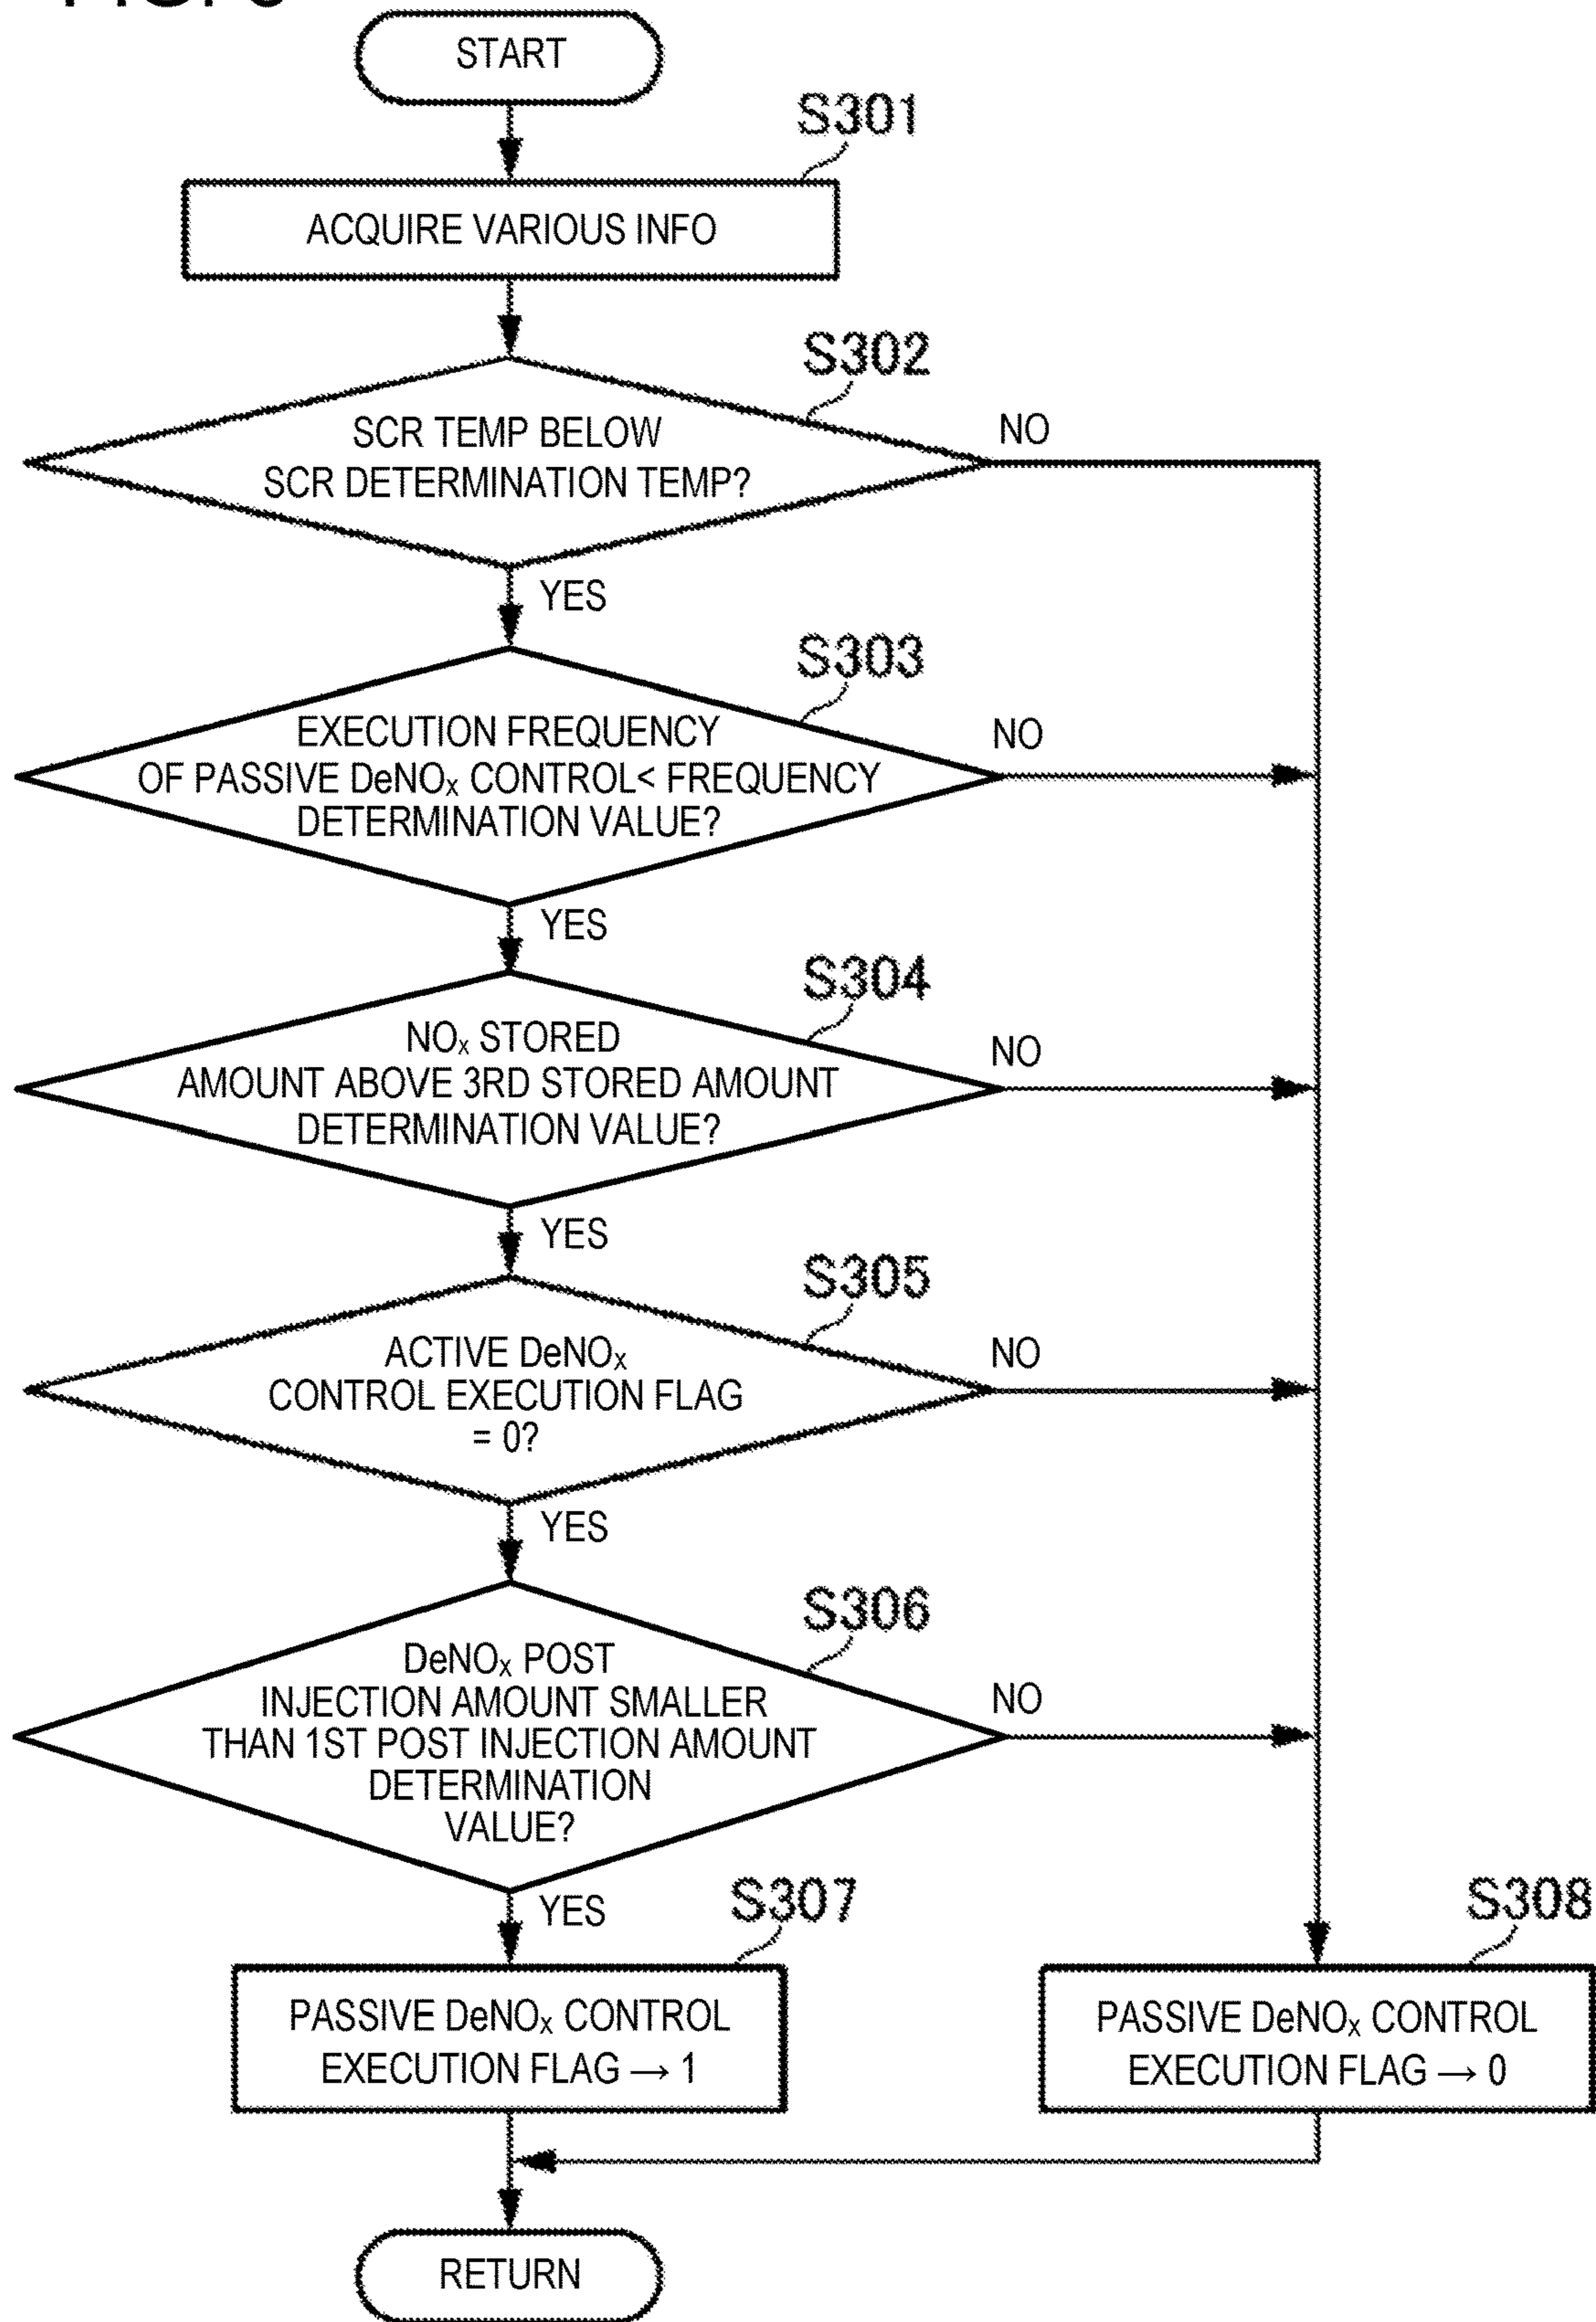 START
S301
ACQUIRE VARIOUS INFO
S302
SCR TEMP BELOW
SCR DETERMINATION TEMP?
NO
YES
S303
EXECUTION FREQUENCY
OF PASSIVE DeNOx CONTROL< FREQUENCY
DETERMINATION VALUE?
NO
YES
S304
NOx STORED
AMOUNT ABOVE 3RD STORED AMOUNT
DETERMINATION VALUE?
NO
YES
S305
ACTIVE DeNOx
CONTROL EXECUTION FLAG
= 0?
NO
YES
S306
DeNOx POST
INJECTION AMOUNT SMALLER
THAN 1ST POST INJECTION AMOUNT
DETERMINATION
VALUE?
NO
YES
S307
PASSIVE DeNOx CONTROL
EXECUTION FLAG → 1
S308
PASSIVE DeNOx CONTROL
EXECUTION FLAG → 0
RETURN